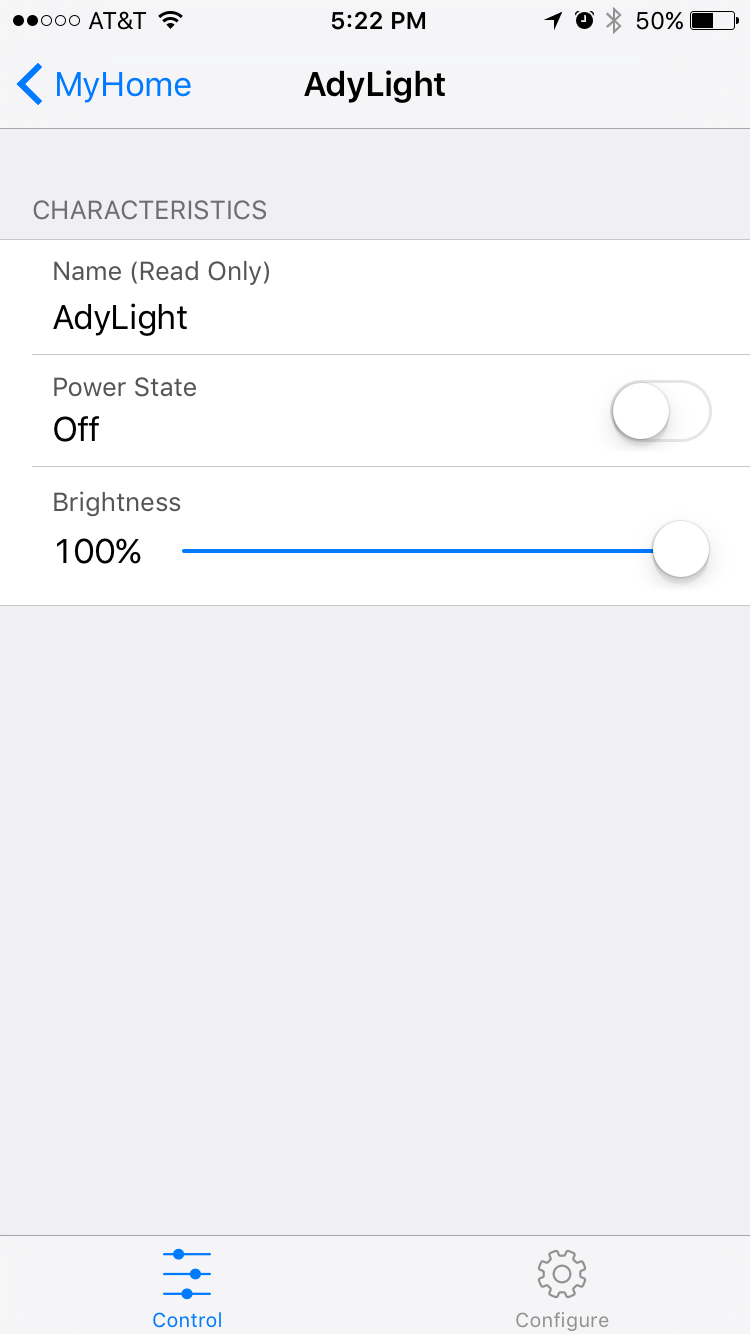 AT&T 5:22 PM 50%
MyHome AdyLight
CHARACTERISTICS
Name (Read Only)
AdyLight
Power State
Off
Brightness
100%
Control Configure